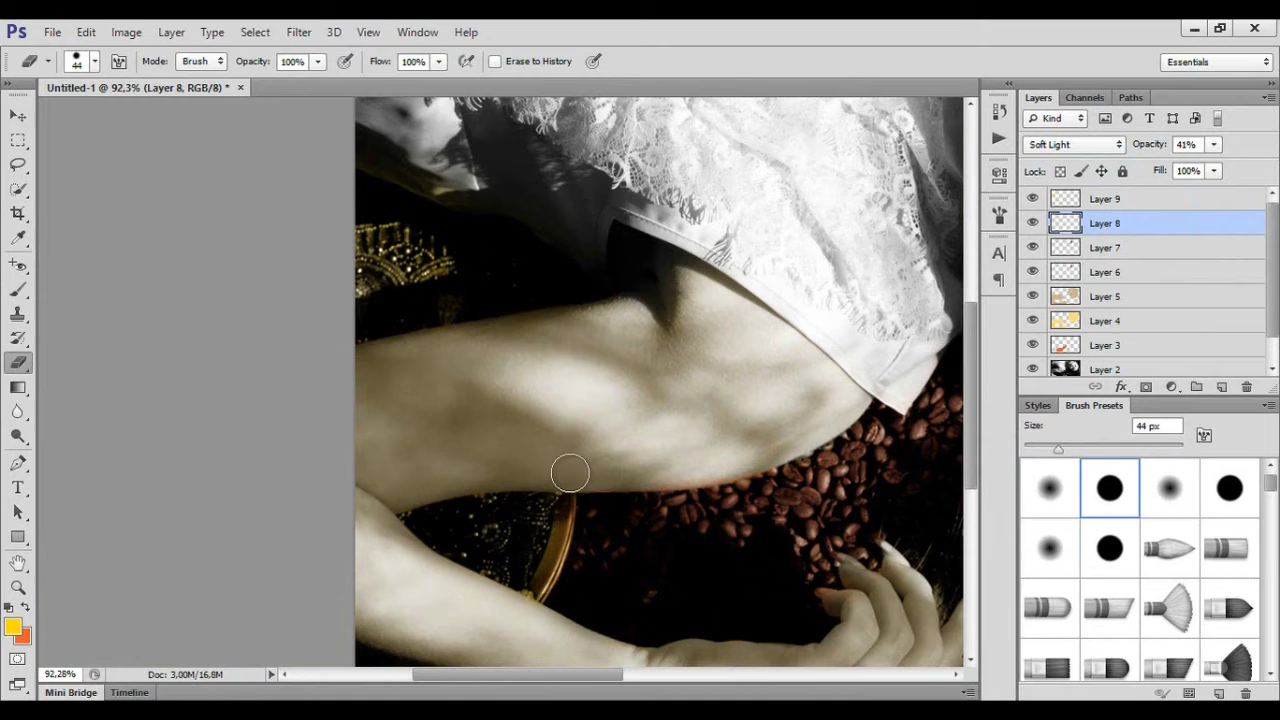 Ps File Edit Image Layer Type Select Filter 3D View Window Help
44 Mode: Brush Opacity: 100% Flow: 100% Erase to History Essentials
Untitled-1 @ 92,3% (Layer 8, RGB/8) * ×
Layers Channels Paths
Kind
Soft Light Opacity: 41%
Lock: Fill: 100%
Layer 9
Layer 8
Layer 7
Layer 6
Layer 5
Layer 4
Layer 3
Layer 2
fx
Styles Brush Presets
Size: 44 px
92,28% Doc: 3,00M/16,8M
Mini Bridge Timeline